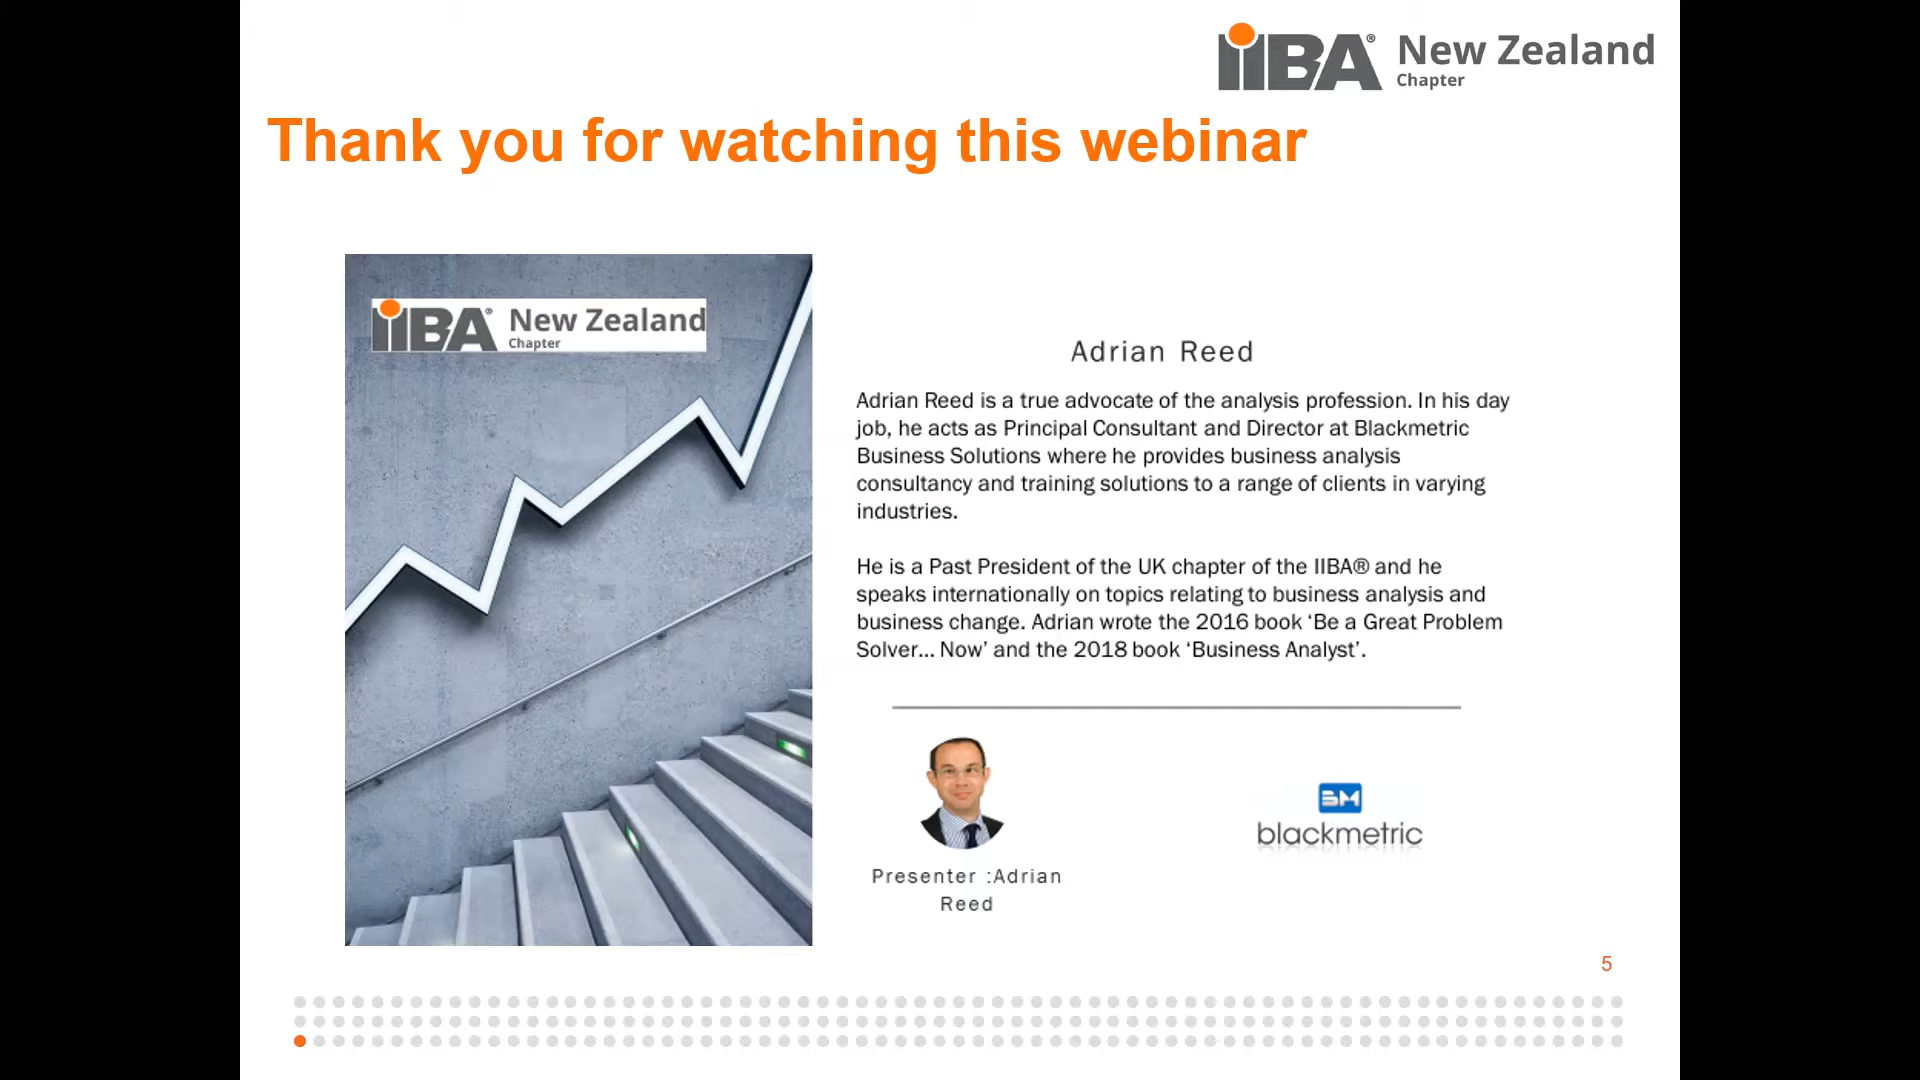 IIBA® New Zealand
Chapter
Thank you for watching this webinar
IIBA® New Zealand
Chapter
Adrian Reed
Adrian Reed is a true advocate of the analysis profession. In his day
job, he acts as Principal Consultant and Director at Blackmetric
Business Solutions where he provides business analysis
consultancy and training solutions to a range of clients in varying
industries.
He is a Past President of the UK chapter of the IIBA® and he
speaks internationally on topics relating to business analysis and
business change. Adrian wrote the 2016 book ‘Be a Great Problem
Solver... Now’ and the 2018 book ‘Business Analyst’.
BM
blackmetric
Presenter :Adrian
Reed
5